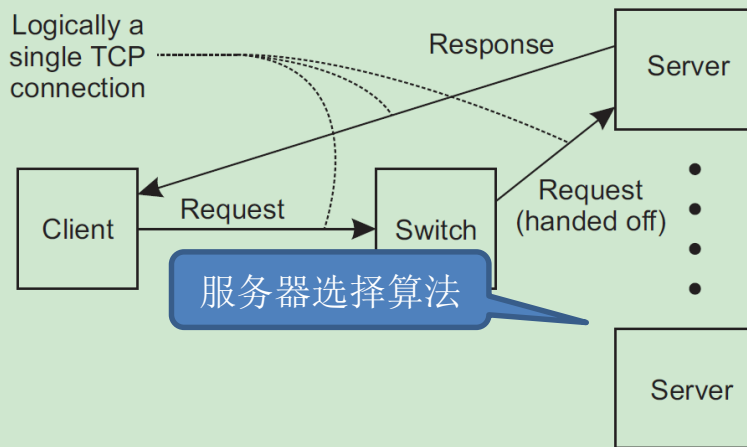 Logically a
single TCP
connection
Response
Server
Client
Request
Switch
Request
(handed off)
服务器选择算法
Server